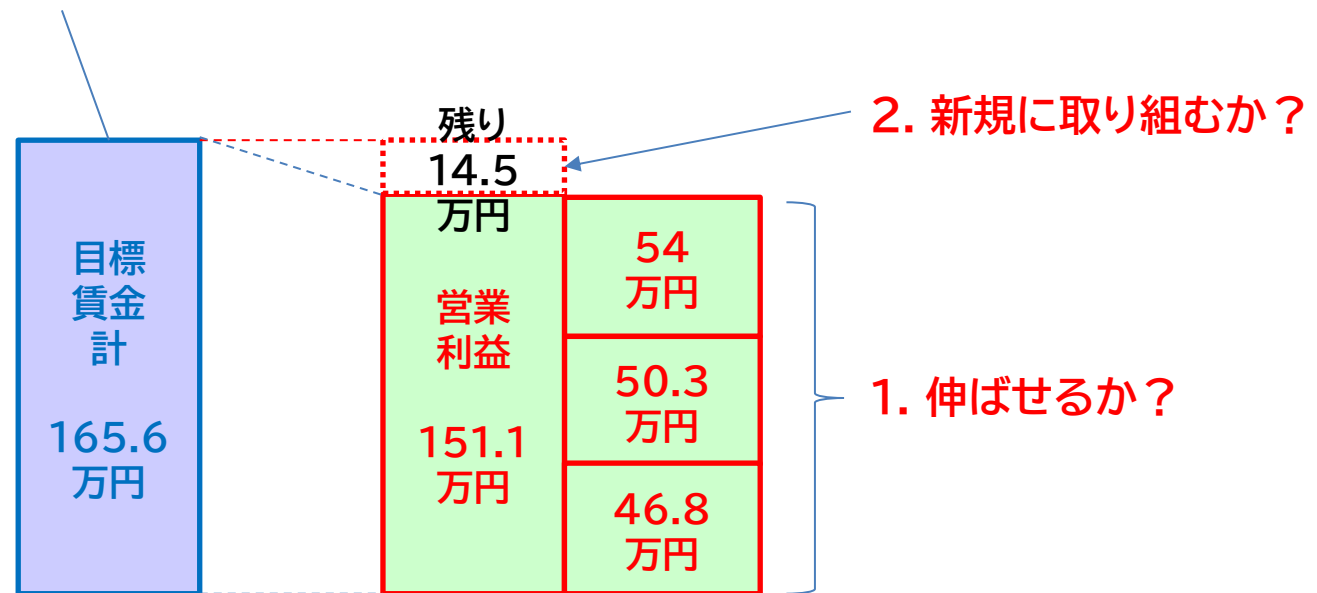 目標
賃金
計
165.6
万円
残り
14.5
万円
営業
利益
151.1
万円
54
万円
50.3
万円
46.8
万円
2. 新規に取り組むか？
1. 伸ばせるか？